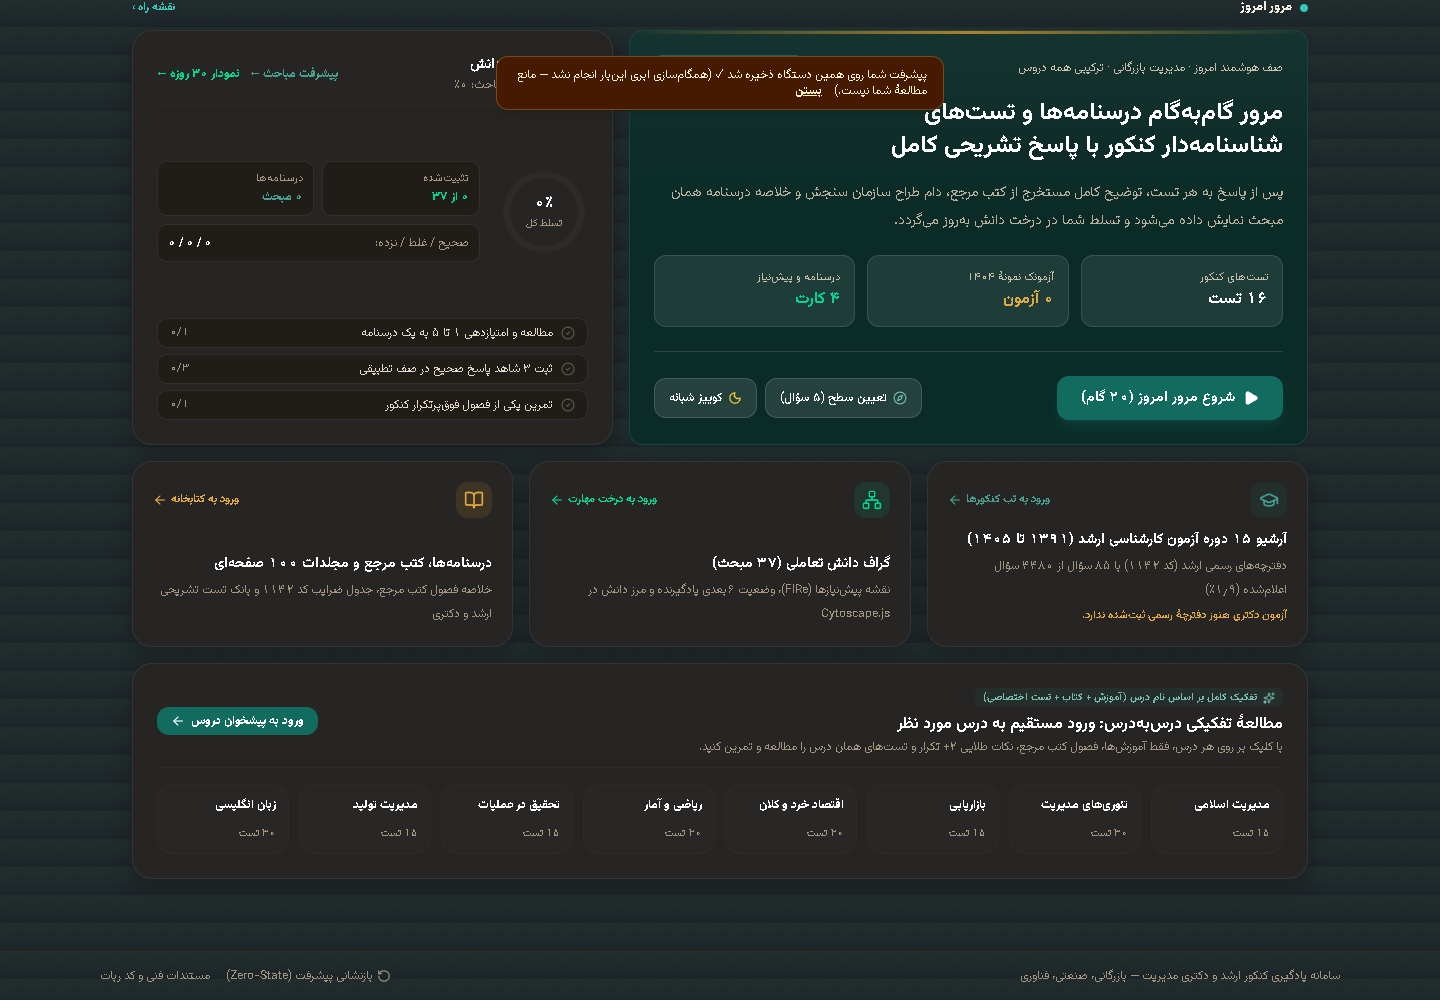 مرور امروز
نقشه راه ›
صف هوشمند امروز · مدیریت بازرگانی · ترکیبی همه دروس
پیشرفت شما روی همین دستگاه ذخیره شد ✓ (همگام‌سازی ابری این‌بار انجام نشد — مانع
مطالعهٔ شما نیست.) بستن
مرور گام‌به‌گام درسنامه‌ها و تست‌های
شناسنامه‌دار کنکور با پاسخ تشریحی کامل
پس از پاسخ به هر تست، توضیح کامل مستخرج از کتب مرجع، دام طراح سازمان سنجش و خلاصه درسنامه همان
مبحث نمایش داده می‌شود و تسلط شما در درخت دانش به‌روز می‌گردد.
تست‌های کنکور
۱۶ تست
آزمونک نمونهٔ ۱۴۰۴
۰ آزمون
درسنامه و پیش‌نیاز
۴ کارت
شروع مرور امروز (۲۰ گام)
تعیین سطح (۵ سؤال)
کوییز شبانه
پیشرفت مباحث ←
نمودار ۳۰ روزه ←
۰٪
تسلط کل
تثبیت‌شده
۰ از ۳۷
درسنامه‌ها
۰ مبحث
صحیح / غلط / نزده:
۰ / ۰ / ۰
مطالعه و امتیازدهی ۱ تا ۵ به یک درسنامه
۰/۱
ثبت ۳ شاهد پاسخ صحیح در صف تطبیقی
۰/۳
تمرین یکی از فصول فوق‌پرتکرار کنکور
۰/۱
ورود به تب کنکورها ←
آرشیو ۱۵ دوره آزمون کارشناسی ارشد (۱۳۹۱ تا ۱۴۰۵)
دفترچه‌های رسمی ارشد (کد ۱۱۴۲) با ۸۵ سؤال از ۴۴۸۰ سؤال
اعلام‌شده (۱٫۹٪)
آزمون دکتری هنوز دفترچهٔ رسمی ثبت‌شده ندارد.
ورود به درخت مهارت ←
گراف دانش تعاملی (۳۷ مبحث)
نقشه پیش‌نیازها (FIRe)، وضعیت ۶بعدی یادگیرنده و مرز دانش در
Cytoscape.js
ورود به کتابخانه ←
درسنامه‌ها، کتب مرجع و مجلدات ۱۰۰ صفحه‌ای
خلاصه فصول کتب مرجع، جدول ضرایب کد ۱۱۴۲ و بانک تست تشریحی
ارشد و دکتری
تفکیک کامل بر اساس نام درس (آموزش + کتاب + تست اختصاصی)
مطالعهٔ تفکیکی درس‌به‌درس: ورود مستقیم به درس مورد نظر
با کلیک بر روی هر درس، فقط آموزش‌ها، فصول کتب مرجع، نکات طلایی ۲+ تکرار و تست‌های همان درس را مطالعه و تمرین کنید.
ورود به پیشخوان دروس ←
مدیریت اسلامی
۱۵ تست
تئوری‌های مدیریت
۳۰ تست
بازاریابی
۱۵ تست
اقتصاد خرد و کلان
۲۰ تست
ریاضی و آمار
۲۰ تست
تحقیق در عملیات
۱۵ تست
مدیریت تولید
۱۵ تست
زبان انگلیسی
۳۰ تست
سامانه یادگیری کنکور ارشد و دکتری مدیریت — بازرگانی، صنعتی، فناوری
بازنشانی پیشرفت (Zero-State)
مستندات فنی و کد ربات